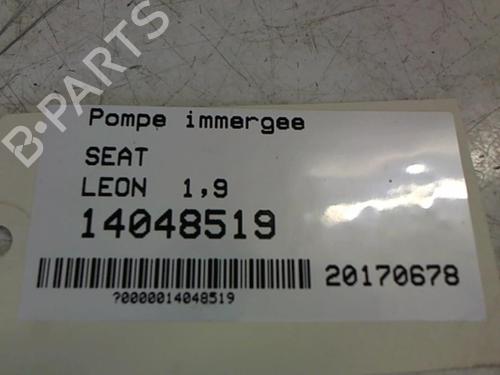 B-PARTS
Pompe immergee
SEAT
LEON 1,9
14048519
20170678
?0000014048519